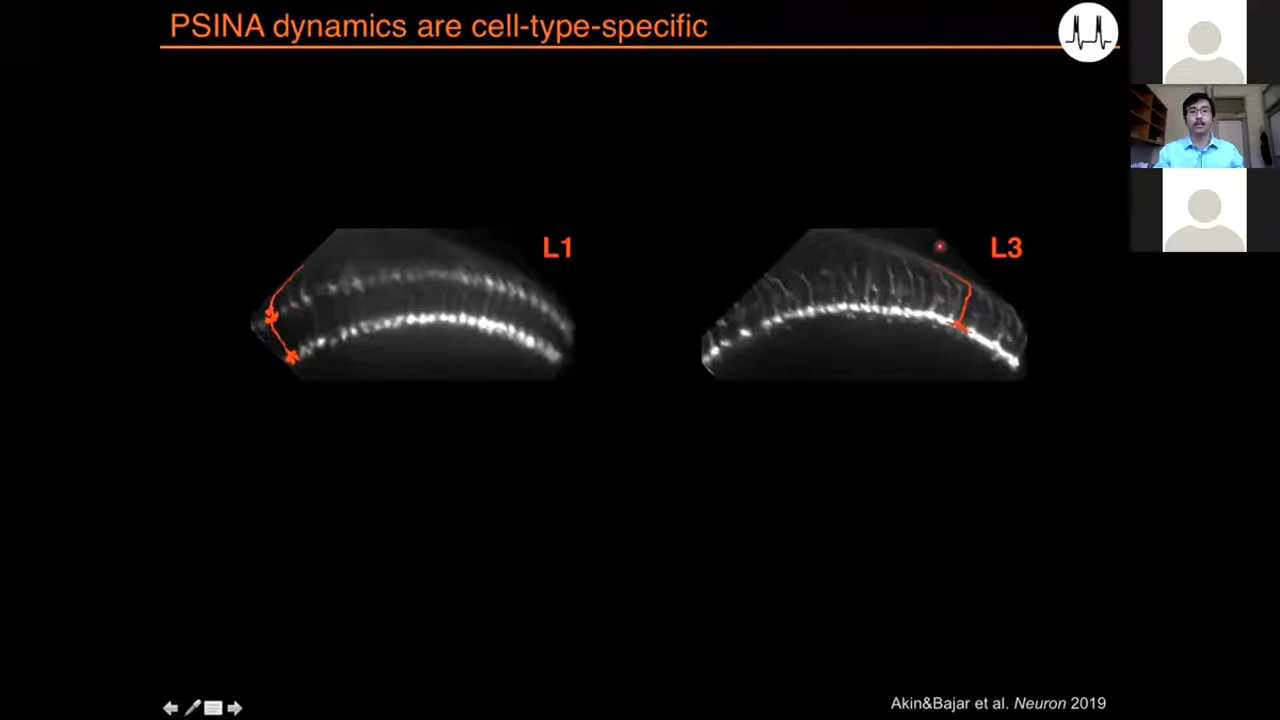 PSINA dynamics are cell-type-specific
L1
L3
Akin&Bajar et al. Neuron 2019